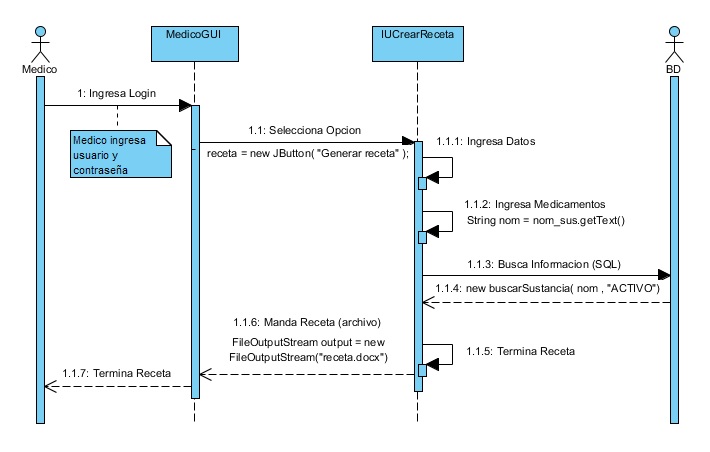 MedicoGUI
IUCrearReceta
Medico
BD
1: Ingresa Login
Medico ingresa
usuario y
contraseña
1.1: Selecciona Opcion
receta = new JButton( "Generar receta" );
1.1.1: Ingresa Datos
1.1.2: Ingresa Medicamentos
String nom = nom_sus.getText()
1.1.3: Busca Informacion (SQL)
1.1.4: new buscarSustancia( nom , "ACTIVO")
1.1.6: Manda Receta (archivo)
FileOutputStream output = new
FileOutputStream("receta.docx")
1.1.5: Termina Receta
1.1.7: Termina Receta